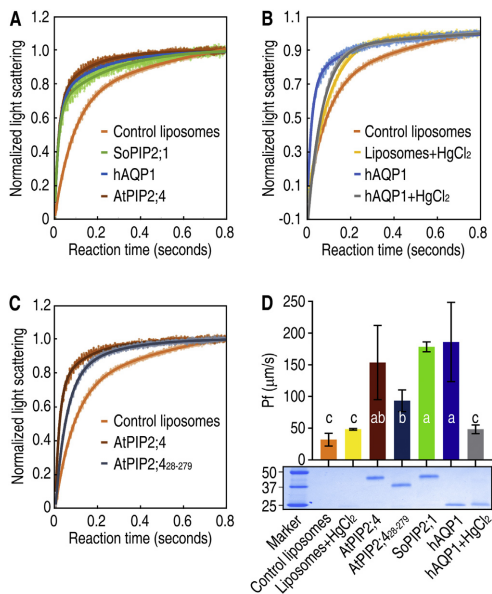 A
Normalized light scattering
1.2
1.0
0.8
0.6
0.4
0.2
0
Control liposomes
SoPIP2;1
hAQP1
AtPIP2;4
0 0.2 0.4 0.6 0.8
Reaction time (seconds)
B
Normalized light scattering
1.1
0.9
0.7
0.5
0.3
0.1
-0.1
Control liposomes
Liposomes+HgCl₂
hAQP1
hAQP1+HgCl₂
0 0.2 0.4 0.6 0.8
Reaction time (seconds)
C
Normalized light scattering
1.2
1.0
0.8
0.6
0.4
0.2
0
Control liposomes
AtPIP2;4
AtPIP2;4₂₈₋₂₇₉
0 0.2 0.4 0.6 0.8
Reaction time (seconds)
D
Pf (μm/s)
250
200
150
100
50
0
c c ab b a a c
50
37
25
Marker
Control liposomes
Liposomes+HgCl₂
AtPIP2;4
AtPIP2;4₂₈₋₂₇₉
SoPIP2;1
hAQP1
hAQP1+HgCl₂